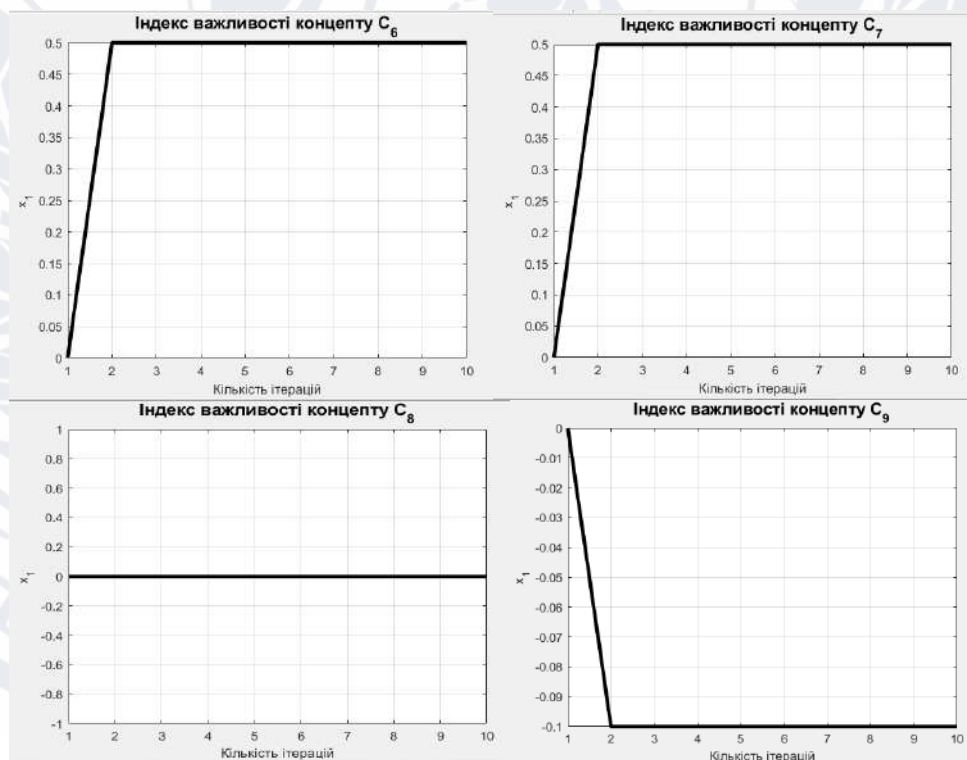 Індекс важливості концепту C6
0.5
0.45
0.4
0.35
0.3
0.25
0.2
0.15
0.1
0.05
0
x1
1 2 3 4 5 6 7 8 9 10
Кількість ітерацій
Індекс важливості концепту C7
0.5
0.45
0.4
0.35
0.3
0.25
0.2
0.15
0.1
0.05
0
x1
1 2 3 4 5 6 7 8 9 10
Кількість ітерацій
Індекс важливості концепту C8
1
0.8
0.6
0.4
0.2
0
-0.2
-0.4
-0.6
-0.8
-1
x1
1 2 3 4 5 6 7 8 9 10
Кількість ітерацій
Індекс важливості концепту C9
0
-0.01
-0.02
-0.03
-0.04
-0.05
-0.06
-0.07
-0.08
-0.09
-0.1
x1
1 2 3 4 5 6 7 8 9 10
Кількість ітерацій